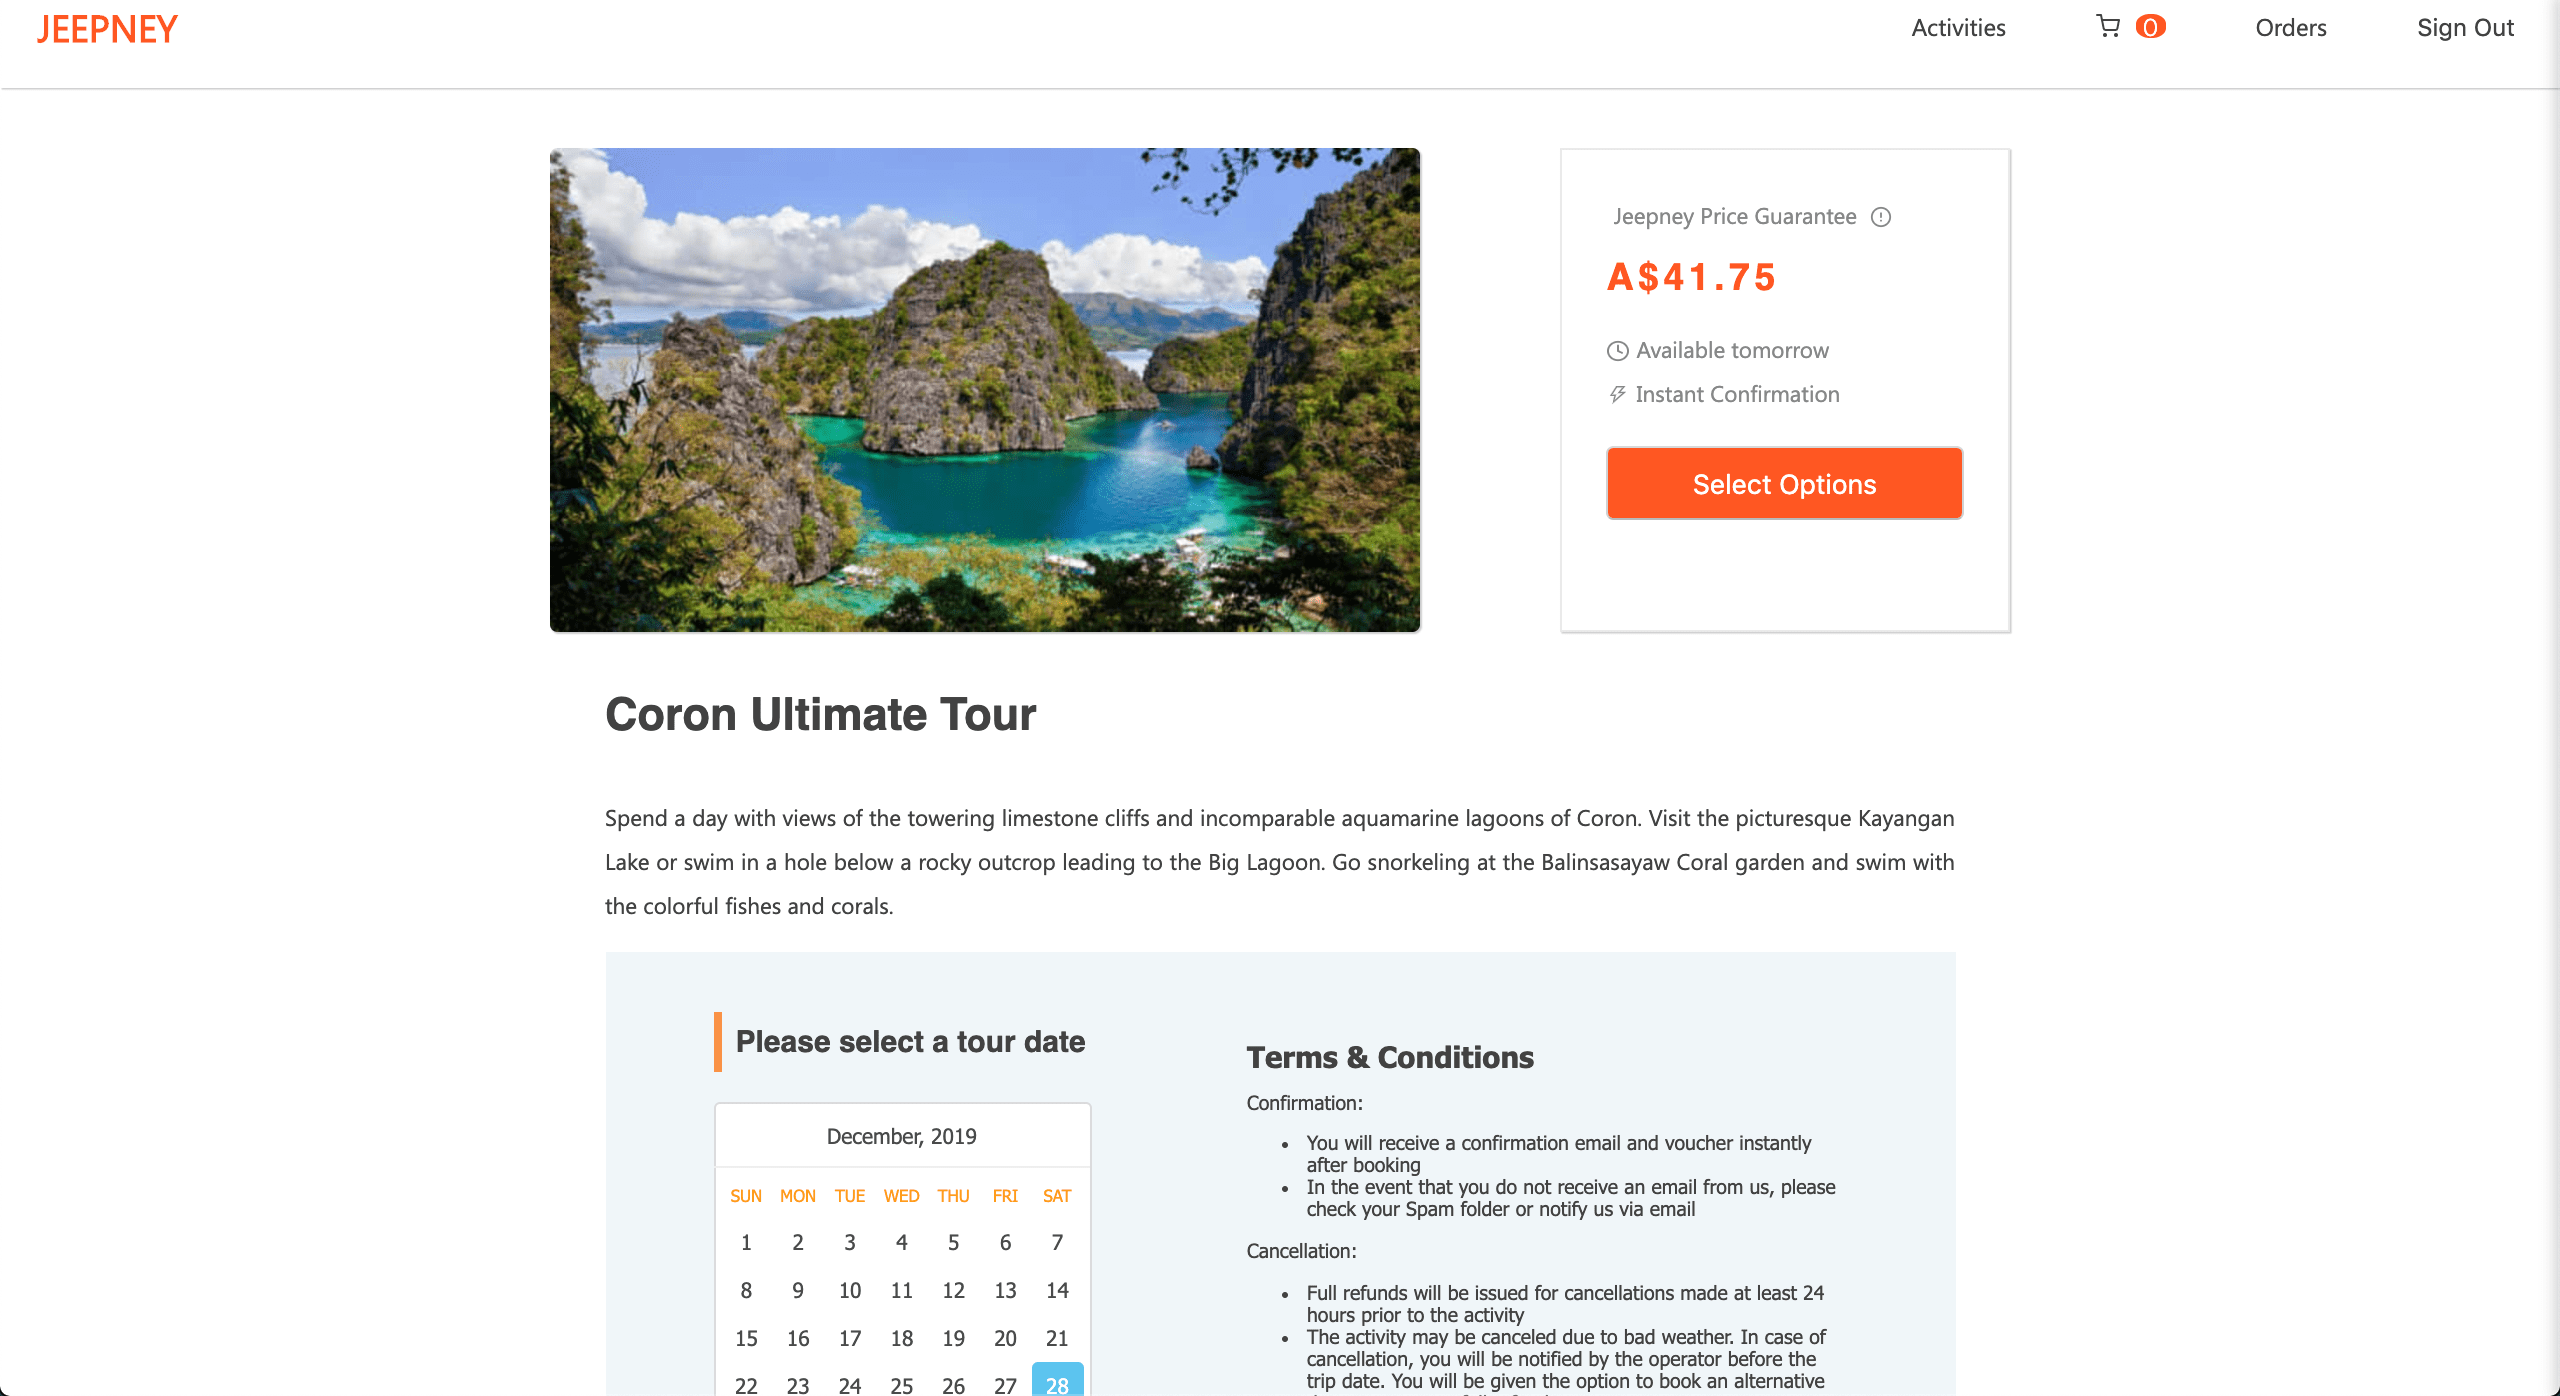 JEEPNEY
Activities
0
Orders
Sign Out
Jeepney Price Guarantee
A$41.75
Available tomorrow
Instant Confirmation
Select Options
Coron Ultimate Tour
Spend a day with views of the towering limestone cliffs and incomparable aquamarine lagoons of Coron. Visit the picturesque Kayangan
Lake or swim in a hole below a rocky outcrop leading to the Big Lagoon. Go snorkeling at the Balinsasayaw Coral garden and swim with
the colorful fishes and corals.
Please select a tour date
December, 2019
SUN MON TUE WED THU FRI SAT
1 2 3 4 5 6 7
8 9 10 11 12 13 14
15 16 17 18 19 20 21
22 23 24 25 26 27 28
Terms & Conditions
Confirmation:
• You will receive a confirmation email and voucher instantly
after booking
• In the event that you do not receive an email from us, please
check your Spam folder or notify us via email
Cancellation:
• Full refunds will be issued for cancellations made at least 24
hours prior to the activity
• The activity may be canceled due to bad weather. In case of
cancellation, you will be notified by the operator before the
trip date. You will be given the option to book an alternative